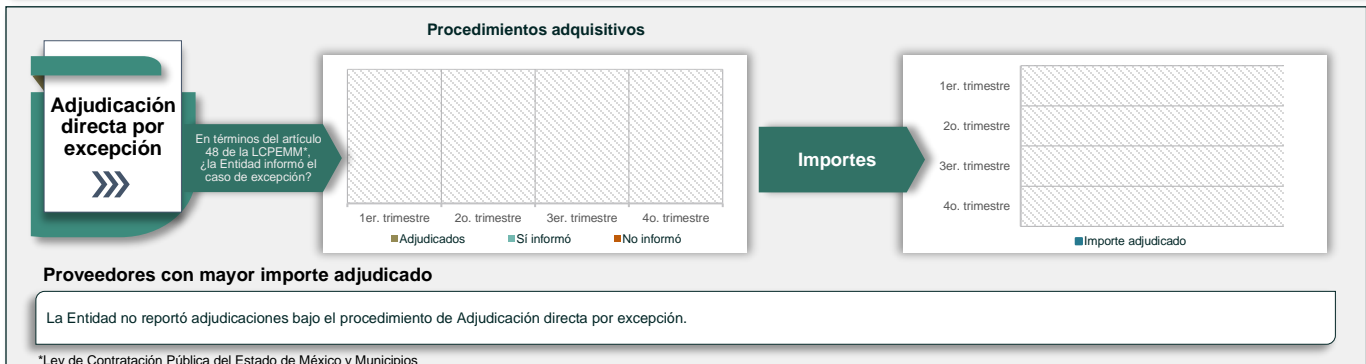 Procedimientos adquisitivos
Adjudicación
directa por
excepción
En términos del artículo
48 de la LCPEMM*,
¿la Entidad informó el
caso de excepción?
1er. trimestre 2o. trimestre 3er. trimestre 4o. trimestre
Adjudicados Sí informó No informó
Importes
1er. trimestre
2o. trimestre
3er. trimestre
4o. trimestre
Importe adjudicado
Proveedores con mayor importe adjudicado
La Entidad no reportó adjudicaciones bajo el procedimiento de Adjudicación directa por excepción.
*Ley de Contratación Pública del Estado de México y Municipios